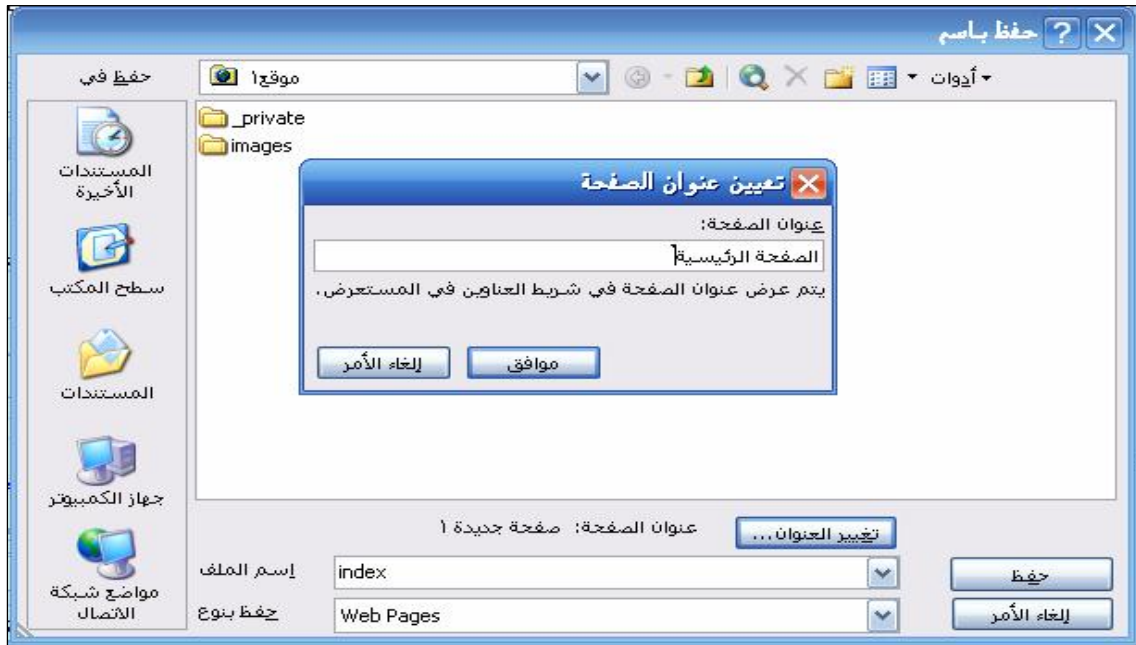 حفظ باسم
حفظ في
موقع١
أدوات
_private
images
المستندات
الأخيرة
سطح المكتب
المستندات
جهاز الكمبيوتر
مواضع شبكة
الاتصال
تعيين عنوان الصفحة
عنوان الصفحة:
الصفحة الرئيسية
يتم عرض عنوان الصفحة في شريط العناوين في المستعرض.
موافق
إلغاء الأمر
عنوان الصفحة: صفحة جديدة ١
تغيير العنوان...
إسم الملف
index
حفظ
حفظ بنوع
Web Pages
إلغاء الأمر